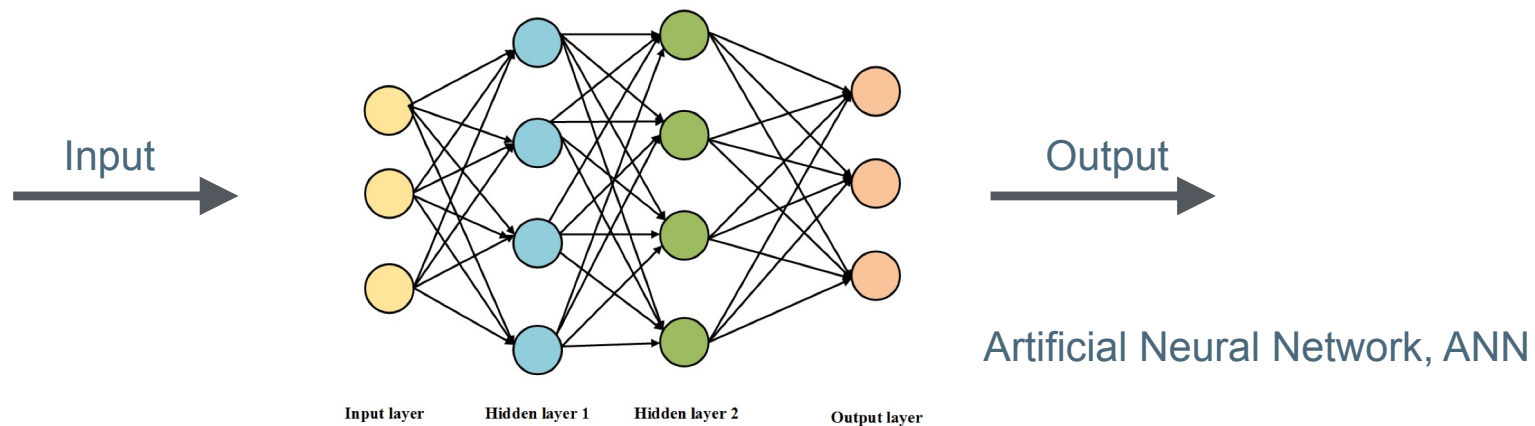 Input
Output
Artificial Neural Network, ANN
Input layer
Hidden layer 1
Hidden layer 2
Output layer